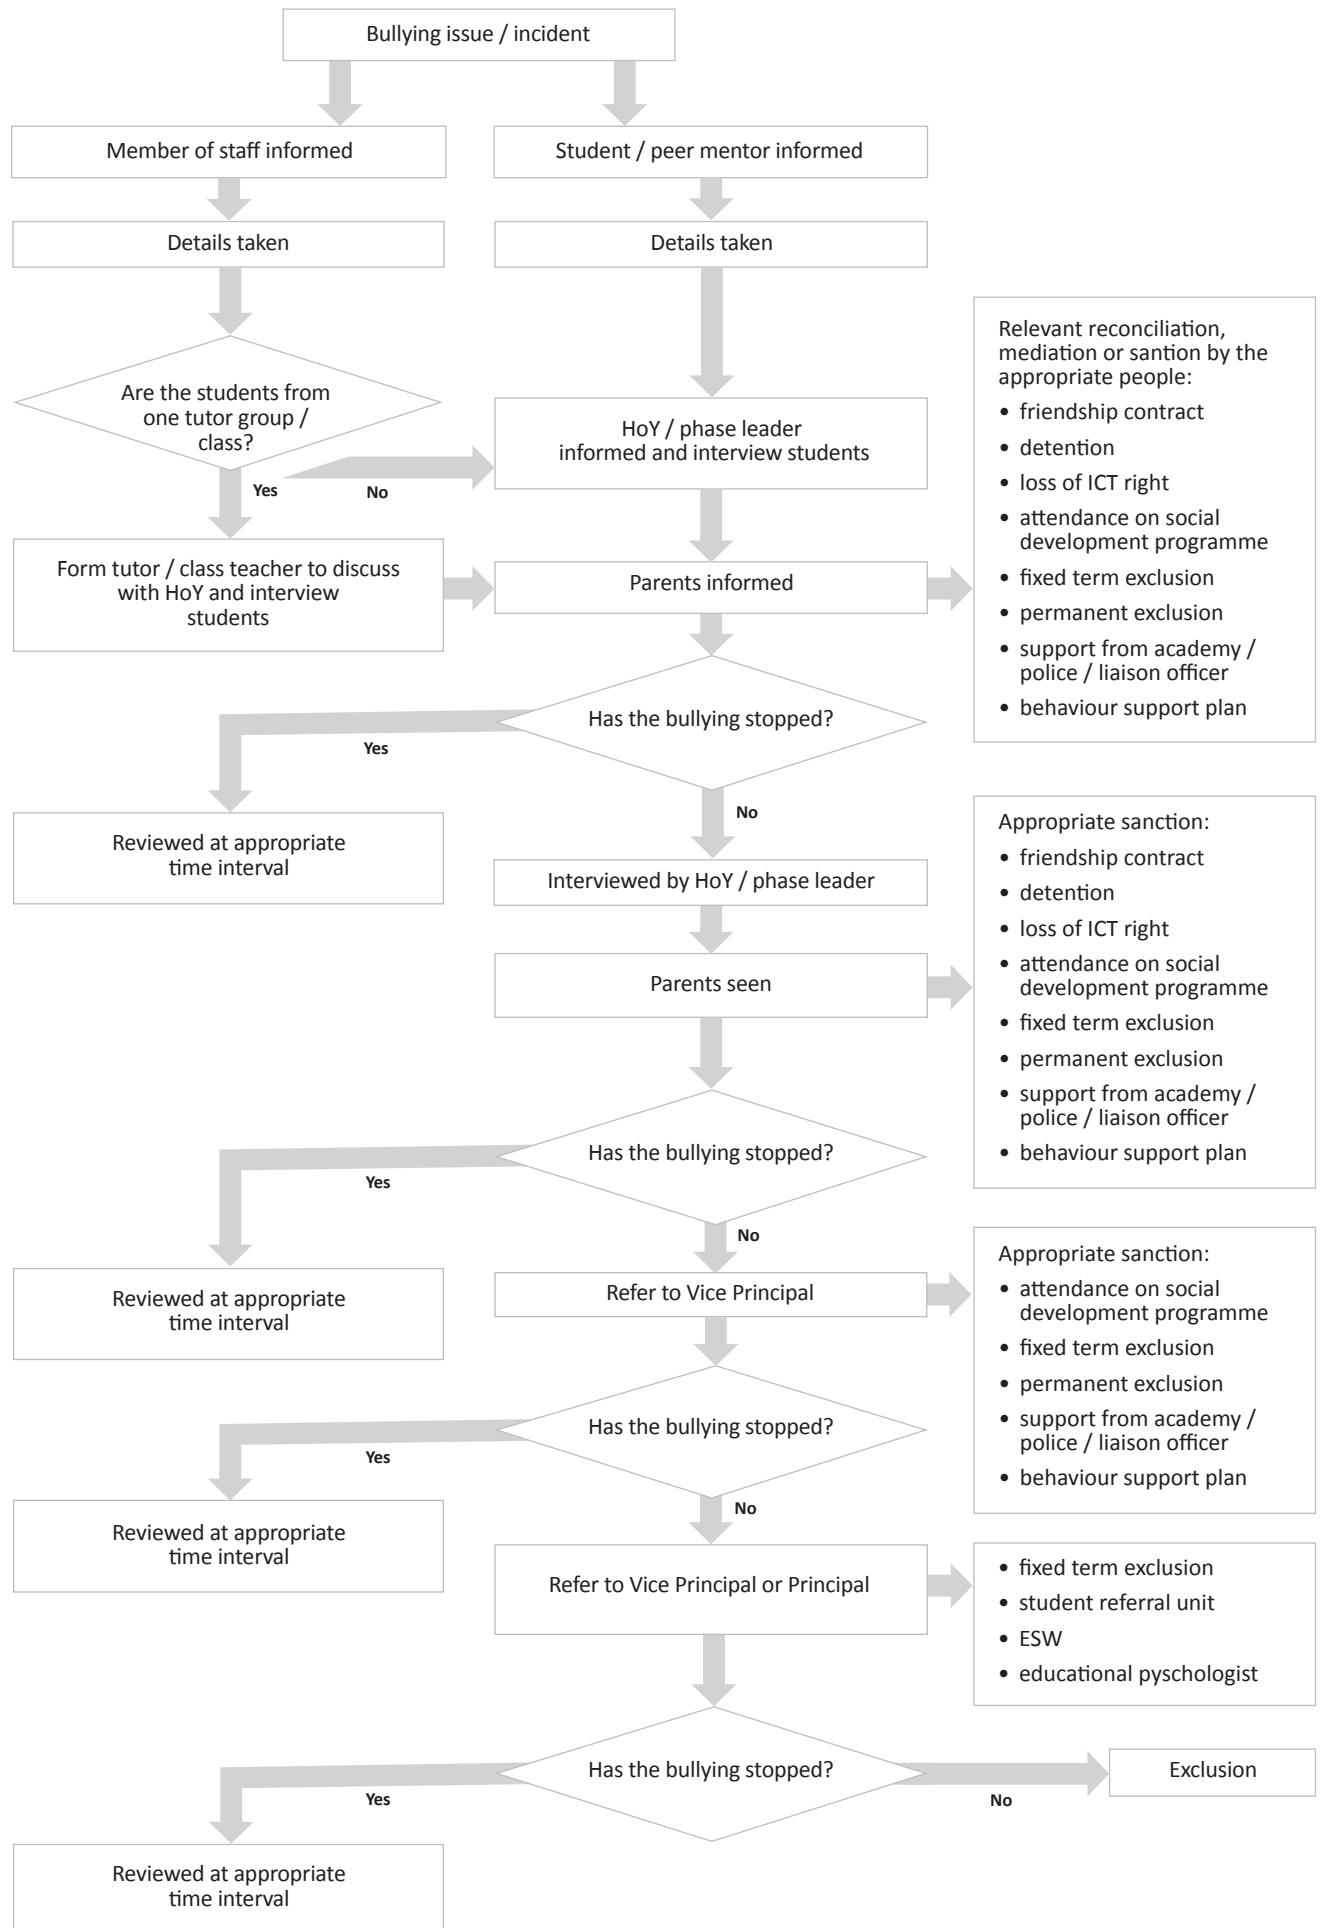 Bullying issue / incident
Member of staff informed
Student / peer mentor informed
Details taken
Details taken
Are the students from
one tutor group /
class?
Yes
No
HoY / phase leader
informed and interview students
Form tutor / class teacher to discuss
with HoY and interview
students
Parents informed
Relevant reconciliation,
mediation or santion by the
appropriate people:
• friendship contract
• detention
• loss of ICT right
• attendance on social
development programme
• fixed term exclusion
• permanent exclusion
• support from academy /
police / liaison officer
• behaviour support plan
Has the bullying stopped?
Yes
No
Reviewed at appropriate
time interval
Interviewed by HoY / phase leader
Parents seen
Appropriate sanction:
• friendship contract
• detention
• loss of ICT right
• attendance on social
development programme
• fixed term exclusion
• permanent exclusion
• support from academy /
police / liaison officer
• behaviour support plan
Has the bullying stopped?
Yes
No
Reviewed at appropriate
time interval
Refer to Vice Principal
Appropriate sanction:
• attendance on social
development programme
• fixed term exclusion
• permanent exclusion
• support from academy /
police / liaison officer
• behaviour support plan
Has the bullying stopped?
Yes
No
Reviewed at appropriate
time interval
Refer to Vice Principal or Principal
• fixed term exclusion
• student referral unit
• ESW
• educational pyschologist
Has the bullying stopped?
Yes
No
Exclusion
Reviewed at appropriate
time interval